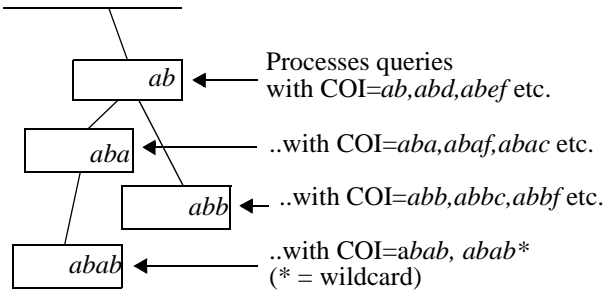 ab
Processes queries
with COI=ab,abd,abef etc.
aba
..with COI=aba,abaf,abac etc.
abb
..with COI=abb,abbc,abbf etc.
abab
..with COI=abab, abab*
(* = wildcard)